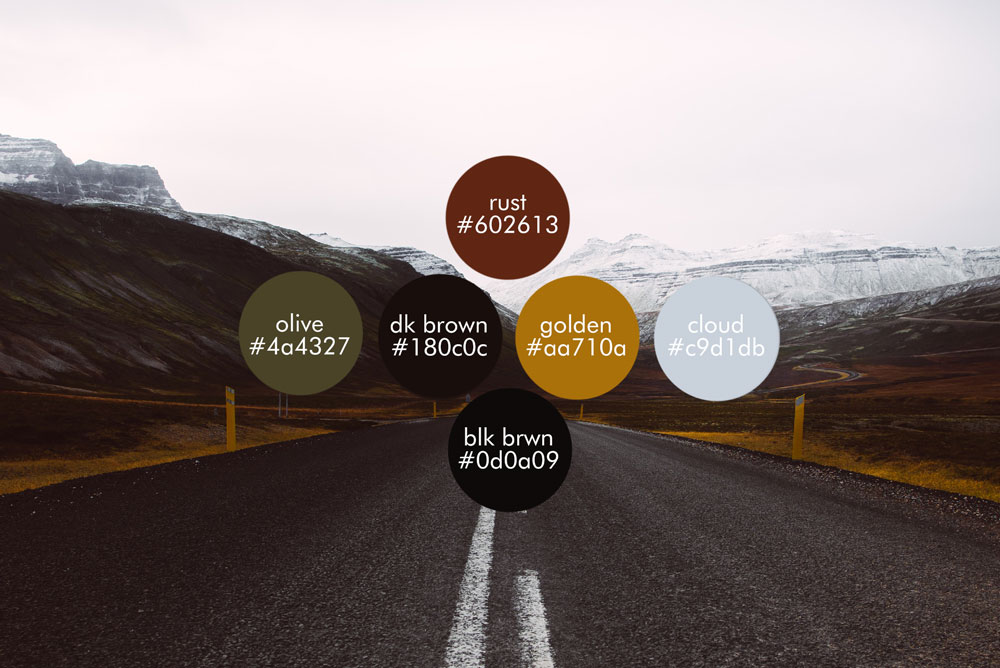 rust
#602613
olive
#4a4327
dk brown
#180c0c
golden
#aa710a
cloud
#c9d1db
blk brwn
#0d0a09